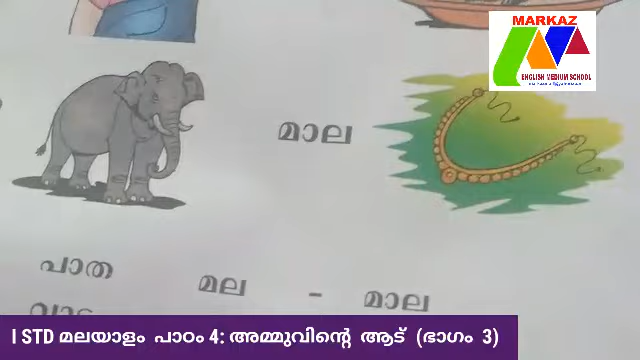 MARKAZ
ENGLISH MEDIUM SCHOOL
മാല
പാത
മല - മാല
I STD മലയാളം പാഠം 4: അമ്മുവിന്റെ ആട് (ഭാഗം 3)